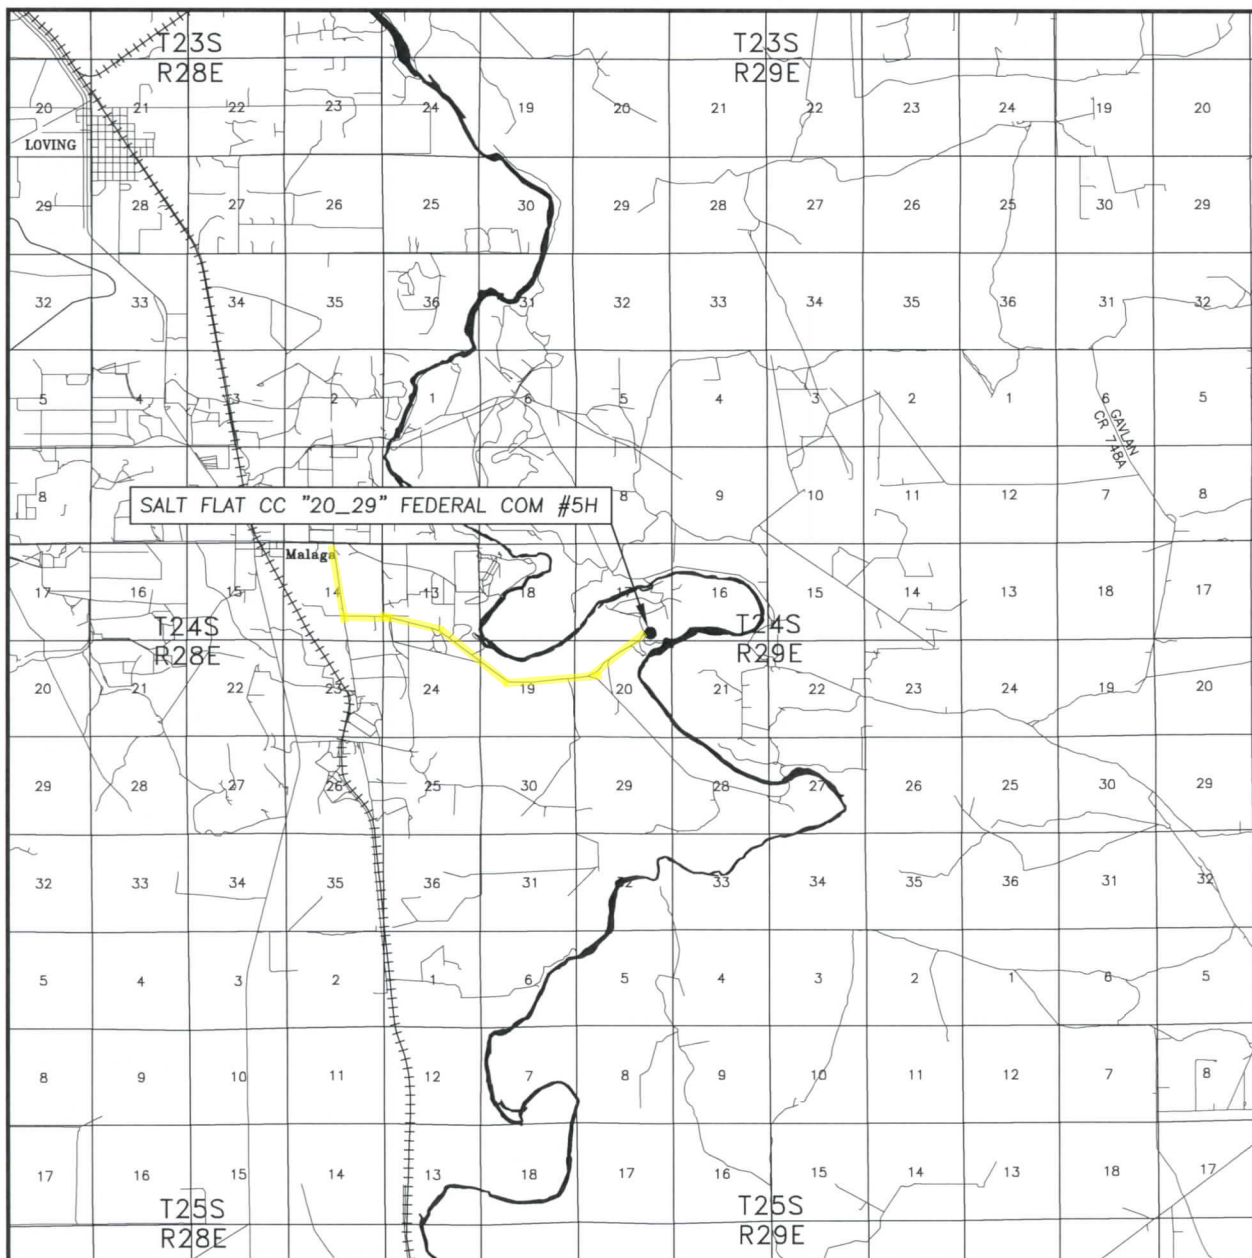 T23S
R28E
T23S
R29E
20 21 22 23 24 19 20 21 22 23 24 19 20
LOVING
29 28 27 26 25 30 29 28 27 26 25 30 29
32 33 34 35 36 31 32 33 34 35 36 31 32
5 4 3 2 1 6 5 4 3 2 1 6 5
GAVLAN
CR 748A
8 8 9 10 11 12 7 8
SALT FLAT CC "20_29" FEDERAL COM #5H
Malaga
17 16 15 14 13 18 17 16 15 14 13 18 17
T24S
R28E
T24S
R29E
20 21 22 23 24 19 20 21 22 23 24 19 20
29 28 27 26 25 30 29 28 27 26 25 30 29
32 33 34 35 36 31 32 33 34 35 36 31 32
5 4 3 2 1 6 5 4 3 2 1 6 5
8 9 10 11 12 7 8 9 10 11 12 7 8
17 16 15 14 13 18 17 16 15 14 13 18 17
T25S
R28E
T25S
R29E